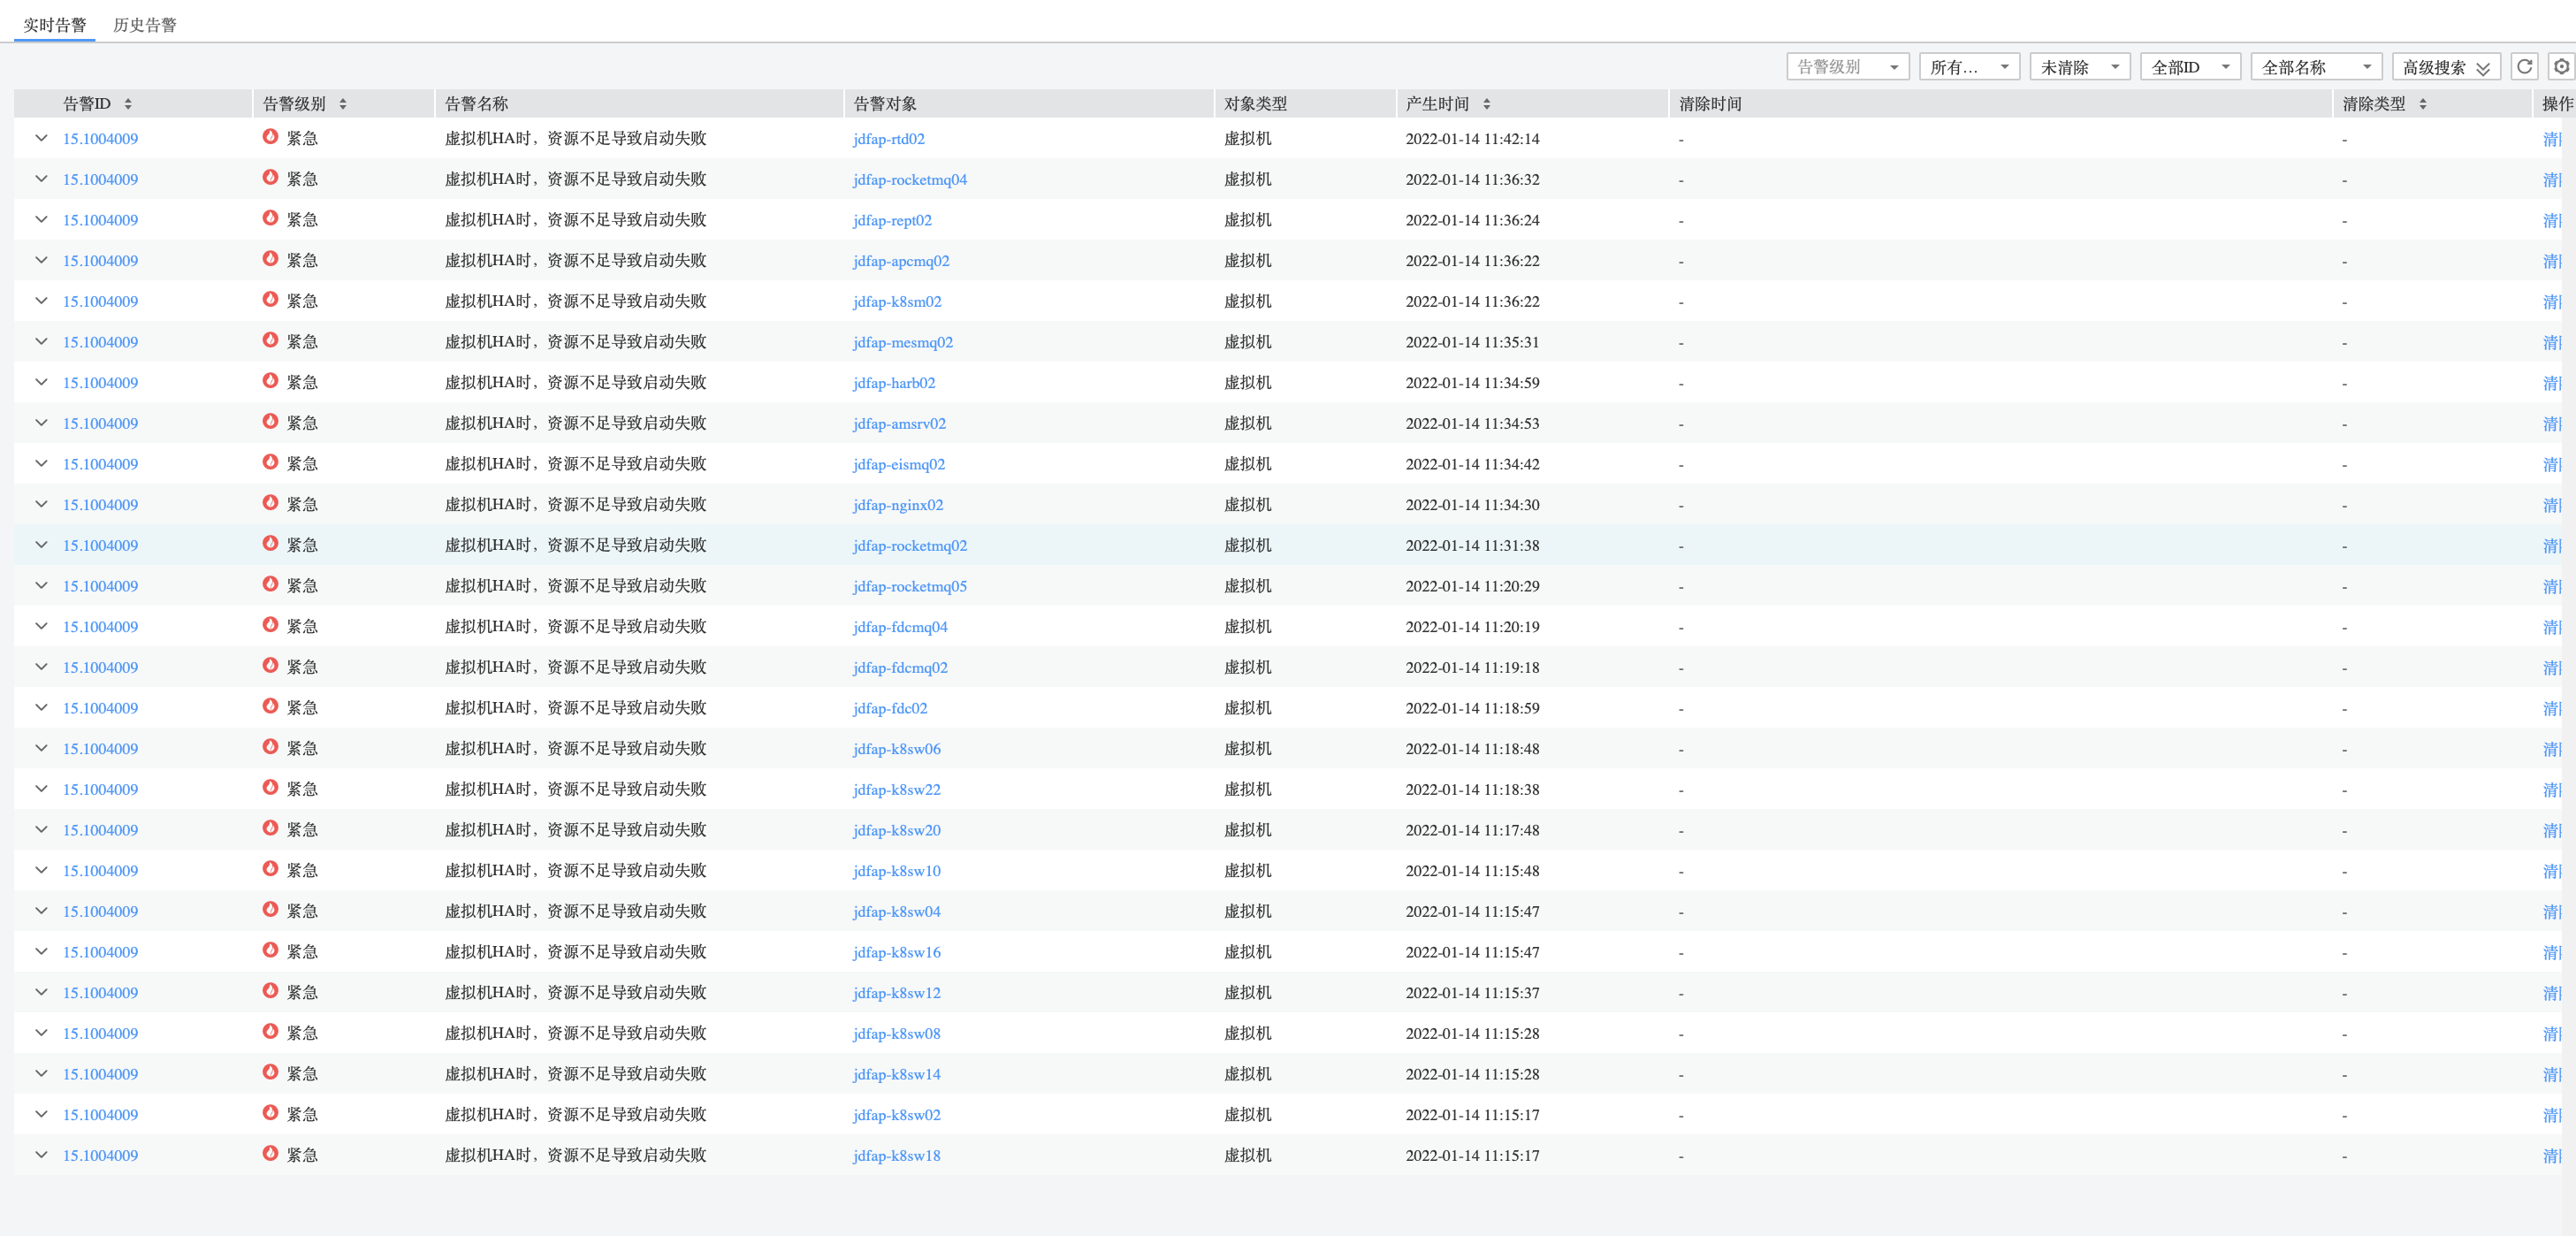 实时告警 历史告警
告警级别 所有... 未清除 全部ID 全部名称 高级搜索
告警ID 告警级别 告警名称 告警对象 对象类型 产生时间 清除时间 清除类型 操作
15.1004009 紧急 虚拟机HA时，资源不足导致启动失败 jdfap-rtd02 虚拟机 2022-01-14 11:42:14 - - 清
15.1004009 紧急 虚拟机HA时，资源不足导致启动失败 jdfap-rocketmq04 虚拟机 2022-01-14 11:36:32 - - 清
15.1004009 紧急 虚拟机HA时，资源不足导致启动失败 jdfap-rept02 虚拟机 2022-01-14 11:36:24 - - 清
15.1004009 紧急 虚拟机HA时，资源不足导致启动失败 jdfap-apcmq02 虚拟机 2022-01-14 11:36:22 - - 清
15.1004009 紧急 虚拟机HA时，资源不足导致启动失败 jdfap-k8sm02 虚拟机 2022-01-14 11:36:22 - - 清
15.1004009 紧急 虚拟机HA时，资源不足导致启动失败 jdfap-mesmq02 虚拟机 2022-01-14 11:35:31 - - 清
15.1004009 紧急 虚拟机HA时，资源不足导致启动失败 jdfap-harb02 虚拟机 2022-01-14 11:34:59 - - 清
15.1004009 紧急 虚拟机HA时，资源不足导致启动失败 jdfap-amsrv02 虚拟机 2022-01-14 11:34:53 - - 清
15.1004009 紧急 虚拟机HA时，资源不足导致启动失败 jdfap-eismq02 虚拟机 2022-01-14 11:34:42 - - 清
15.1004009 紧急 虚拟机HA时，资源不足导致启动失败 jdfap-nginx02 虚拟机 2022-01-14 11:34:30 - - 清
15.1004009 紧急 虚拟机HA时，资源不足导致启动失败 jdfap-rocketmq02 虚拟机 2022-01-14 11:31:38 - - 清
15.1004009 紧急 虚拟机HA时，资源不足导致启动失败 jdfap-rocketmq05 虚拟机 2022-01-14 11:20:29 - - 清
15.1004009 紧急 虚拟机HA时，资源不足导致启动失败 jdfap-fdcmq04 虚拟机 2022-01-14 11:20:19 - - 清
15.1004009 紧急 虚拟机HA时，资源不足导致启动失败 jdfap-fdcmq02 虚拟机 2022-01-14 11:19:18 - - 清
15.1004009 紧急 虚拟机HA时，资源不足导致启动失败 jdfap-fdc02 虚拟机 2022-01-14 11:18:59 - - 清
15.1004009 紧急 虚拟机HA时，资源不足导致启动失败 jdfap-k8sw06 虚拟机 2022-01-14 11:18:48 - - 清
15.1004009 紧急 虚拟机HA时，资源不足导致启动失败 jdfap-k8sw22 虚拟机 2022-01-14 11:18:38 - - 清
15.1004009 紧急 虚拟机HA时，资源不足导致启动失败 jdfap-k8sw20 虚拟机 2022-01-14 11:17:48 - - 清
15.1004009 紧急 虚拟机HA时，资源不足导致启动失败 jdfap-k8sw10 虚拟机 2022-01-14 11:15:48 - - 清
15.1004009 紧急 虚拟机HA时，资源不足导致启动失败 jdfap-k8sw04 虚拟机 2022-01-14 11:15:47 - - 清
15.1004009 紧急 虚拟机HA时，资源不足导致启动失败 jdfap-k8sw16 虚拟机 2022-01-14 11:15:47 - - 清
15.1004009 紧急 虚拟机HA时，资源不足导致启动失败 jdfap-k8sw12 虚拟机 2022-01-14 11:15:37 - - 清
15.1004009 紧急 虚拟机HA时，资源不足导致启动失败 jdfap-k8sw08 虚拟机 2022-01-14 11:15:28 - - 清
15.1004009 紧急 虚拟机HA时，资源不足导致启动失败 jdfap-k8sw14 虚拟机 2022-01-14 11:15:28 - - 清
15.1004009 紧急 虚拟机HA时，资源不足导致启动失败 jdfap-k8sw02 虚拟机 2022-01-14 11:15:17 - - 清
15.1004009 紧急 虚拟机HA时，资源不足导致启动失败 jdfap-k8sw18 虚拟机 2022-01-14 11:15:17 - - 清